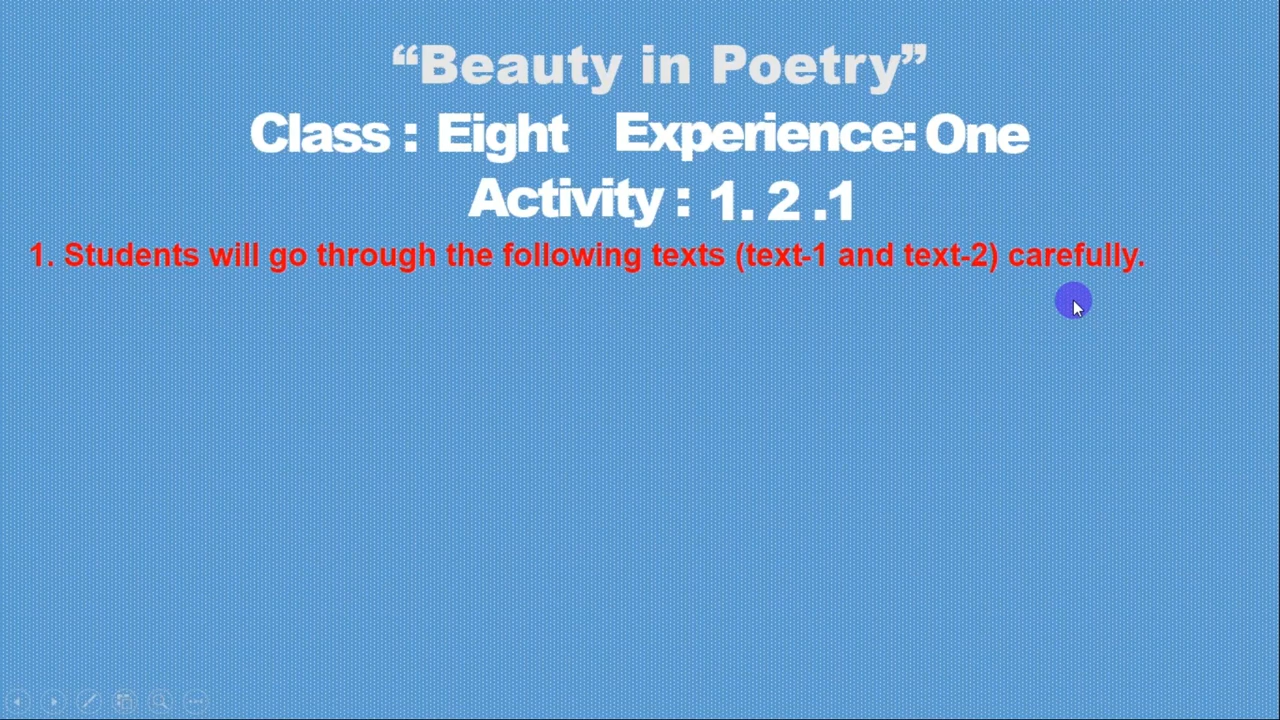 “Beauty in Poetry”
Class : Eight Experience: One
Activity : 1. 2 .1
1. Students will go through the following texts (text-1 and text-2) carefully.